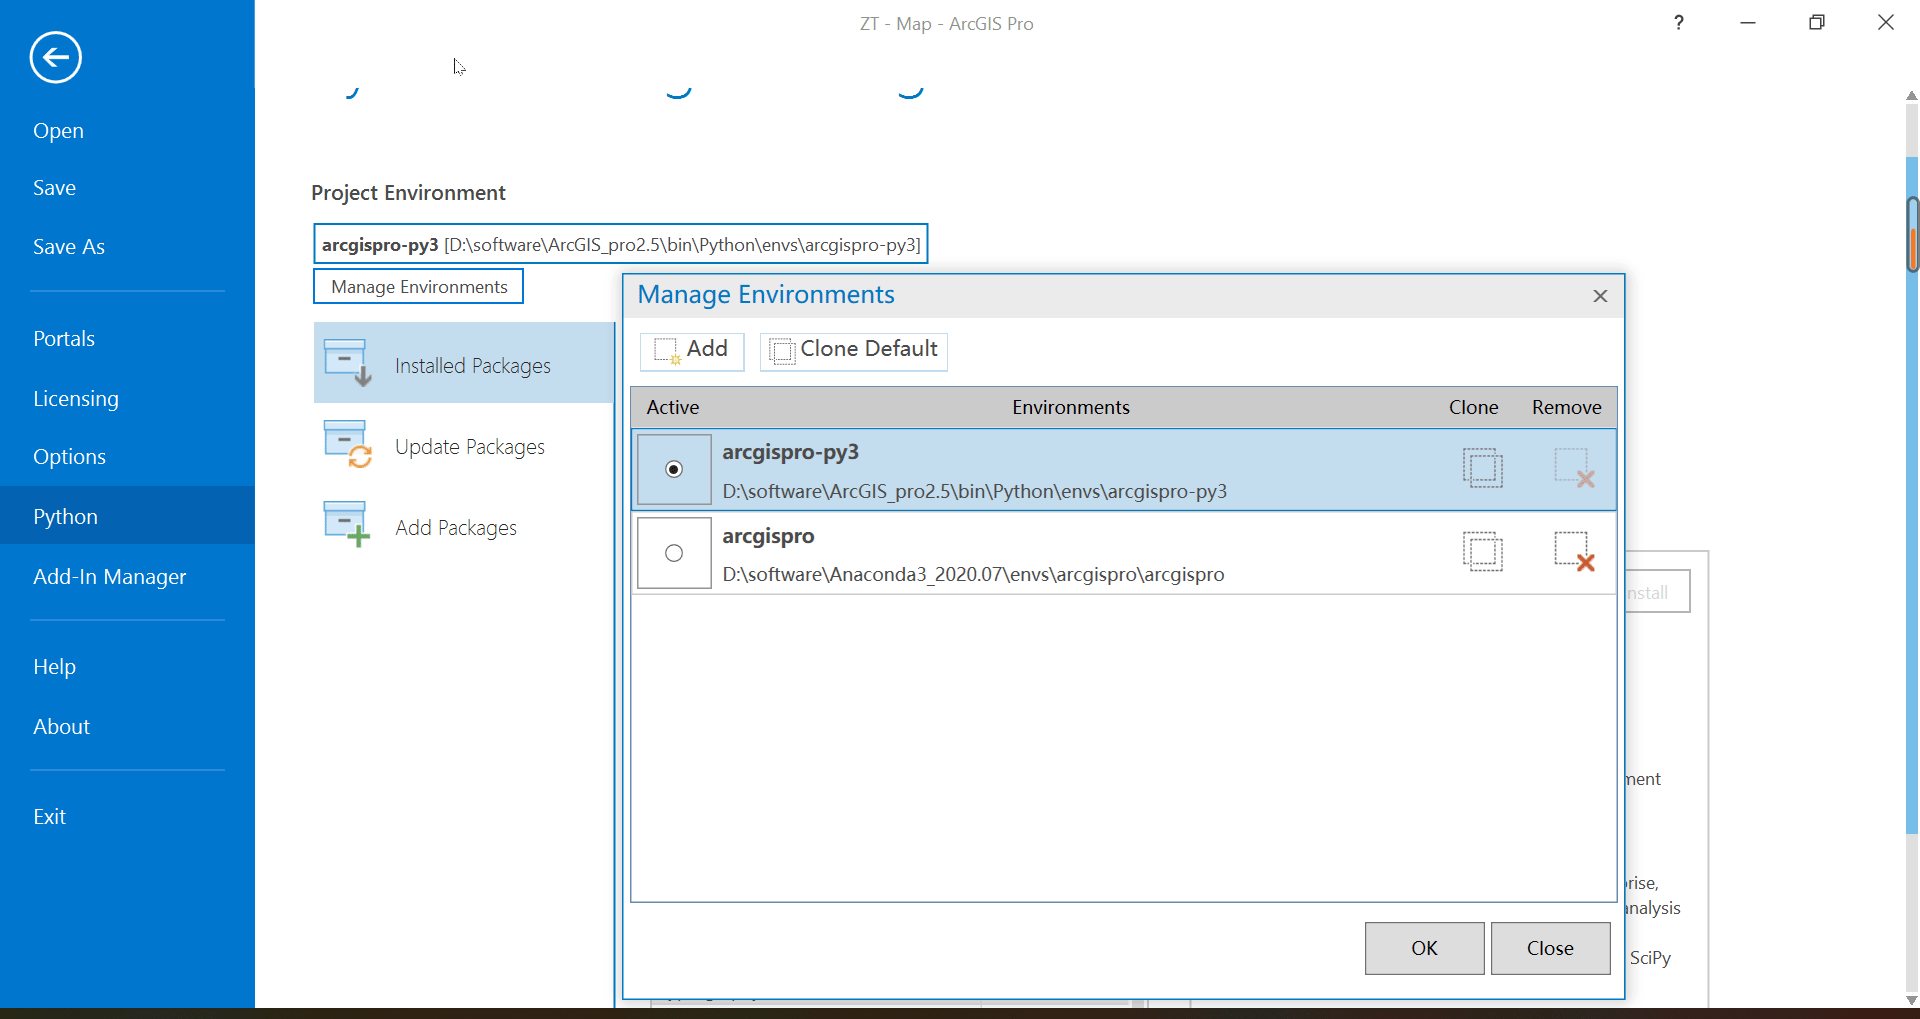 ZT - Map - ArcGIS Pro
?
Open
Save
Save As
Portals
Licensing
Options
Python
Add-In Manager
Help
About
Exit
Project Environment
arcgispro-py3 [D:\software\ArcGIS_pro2.5\bin\Python\envs\arcgispro-py3]
Manage Environments
Installed Packages
Update Packages
Add Packages
Manage Environments
Add
Clone Default
Active Environments Clone Remove
arcgispro-py3
D:\software\ArcGIS_pro2.5\bin\Python\envs\arcgispro-py3
arcgispro
D:\software\Anaconda3_2020.07\envs\arcgispro\arcgispro
OK
Close
nstall
ment
rise,
analysis
SciPy